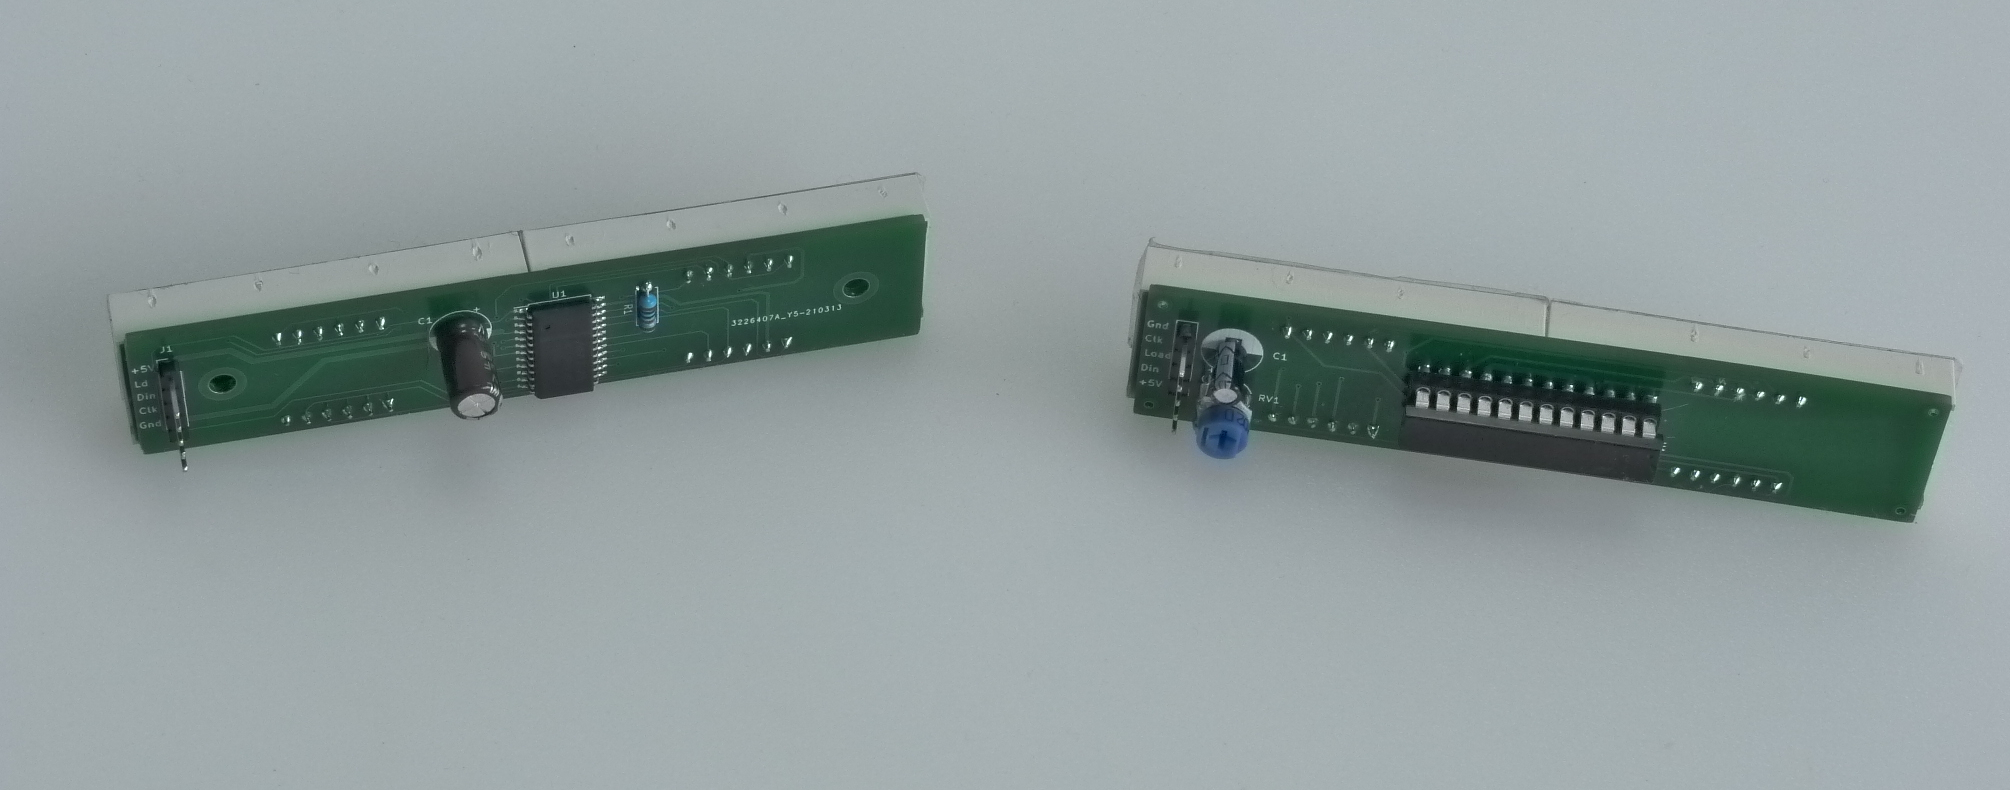 J1
+5V
Ld
Din
Clk
Gnd
C1
+
U1
R1
3226407A_Y5-210313
Gnd
Clk
Load
Din
+5V
C1
RV1